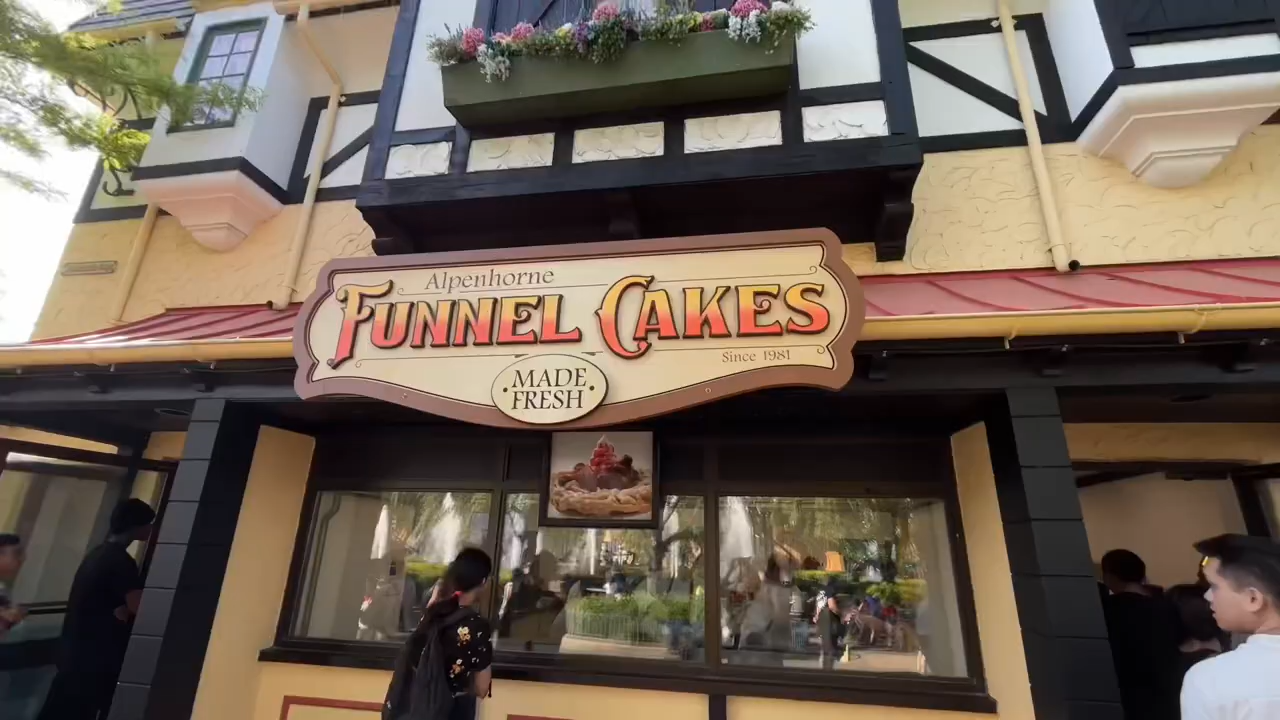 Alpenhorne
FUNNEL CAKES
Since 1981
• MADE •
FRESH